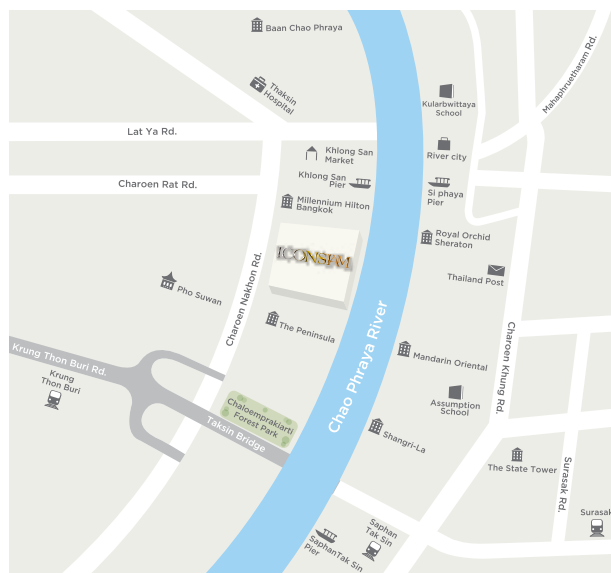 Baan Chao Phraya
Mahaphruetharam Rd.
Thaksin
Hospital
Kularbwittaya
School
Lat Ya Rd.
Khlong San
Market
River city
Charoen Rat Rd.
Khlong San
Pier
Si phaya
Pier
Millennium Hilton
Bangkok
Royal Orchid
Sheraton
ICONSIAM
Thailand Post
Pho Suwan
Charoen Nakhon Rd.
The Peninsula
Chao Phraya River
Charoen Khung Rd.
Mandarin Oriental
Krung Thon Buri Rd.
Krung
Thon Buri
Chaloemprakiarti
Forest Park
Assumption
School
Taksin Bridge
Shangri-La
The State Tower
Surasak Rd.
Surasak
Saphan
Tak Sin
SaphanTak Sin
Pier